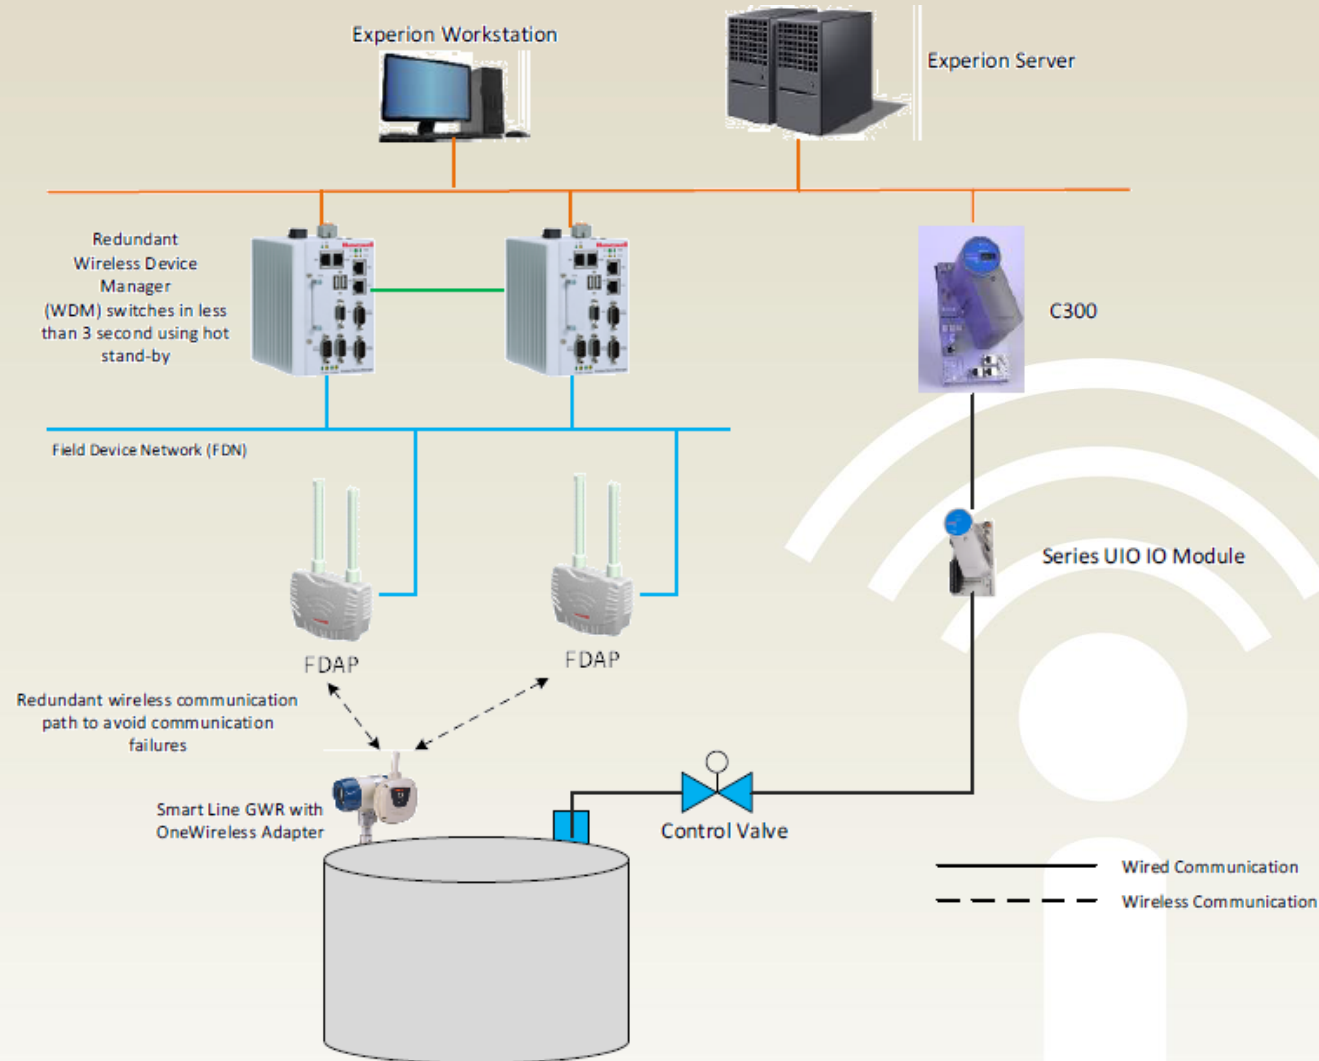 Experion Workstation
Experion Server
Redundant
Wireless Device
Manager
(WDM) switches in less
than 3 second using hot
stand-by
Honeywell
Honeywell
C300
Field Device Network (FDN)
Series UIO IO Module
FDAP
FDAP
Redundant wireless communication
path to avoid communication
failures
Smart Line GWR with
OneWireless Adapter
Control Valve
Wired Communication
Wireless Communication